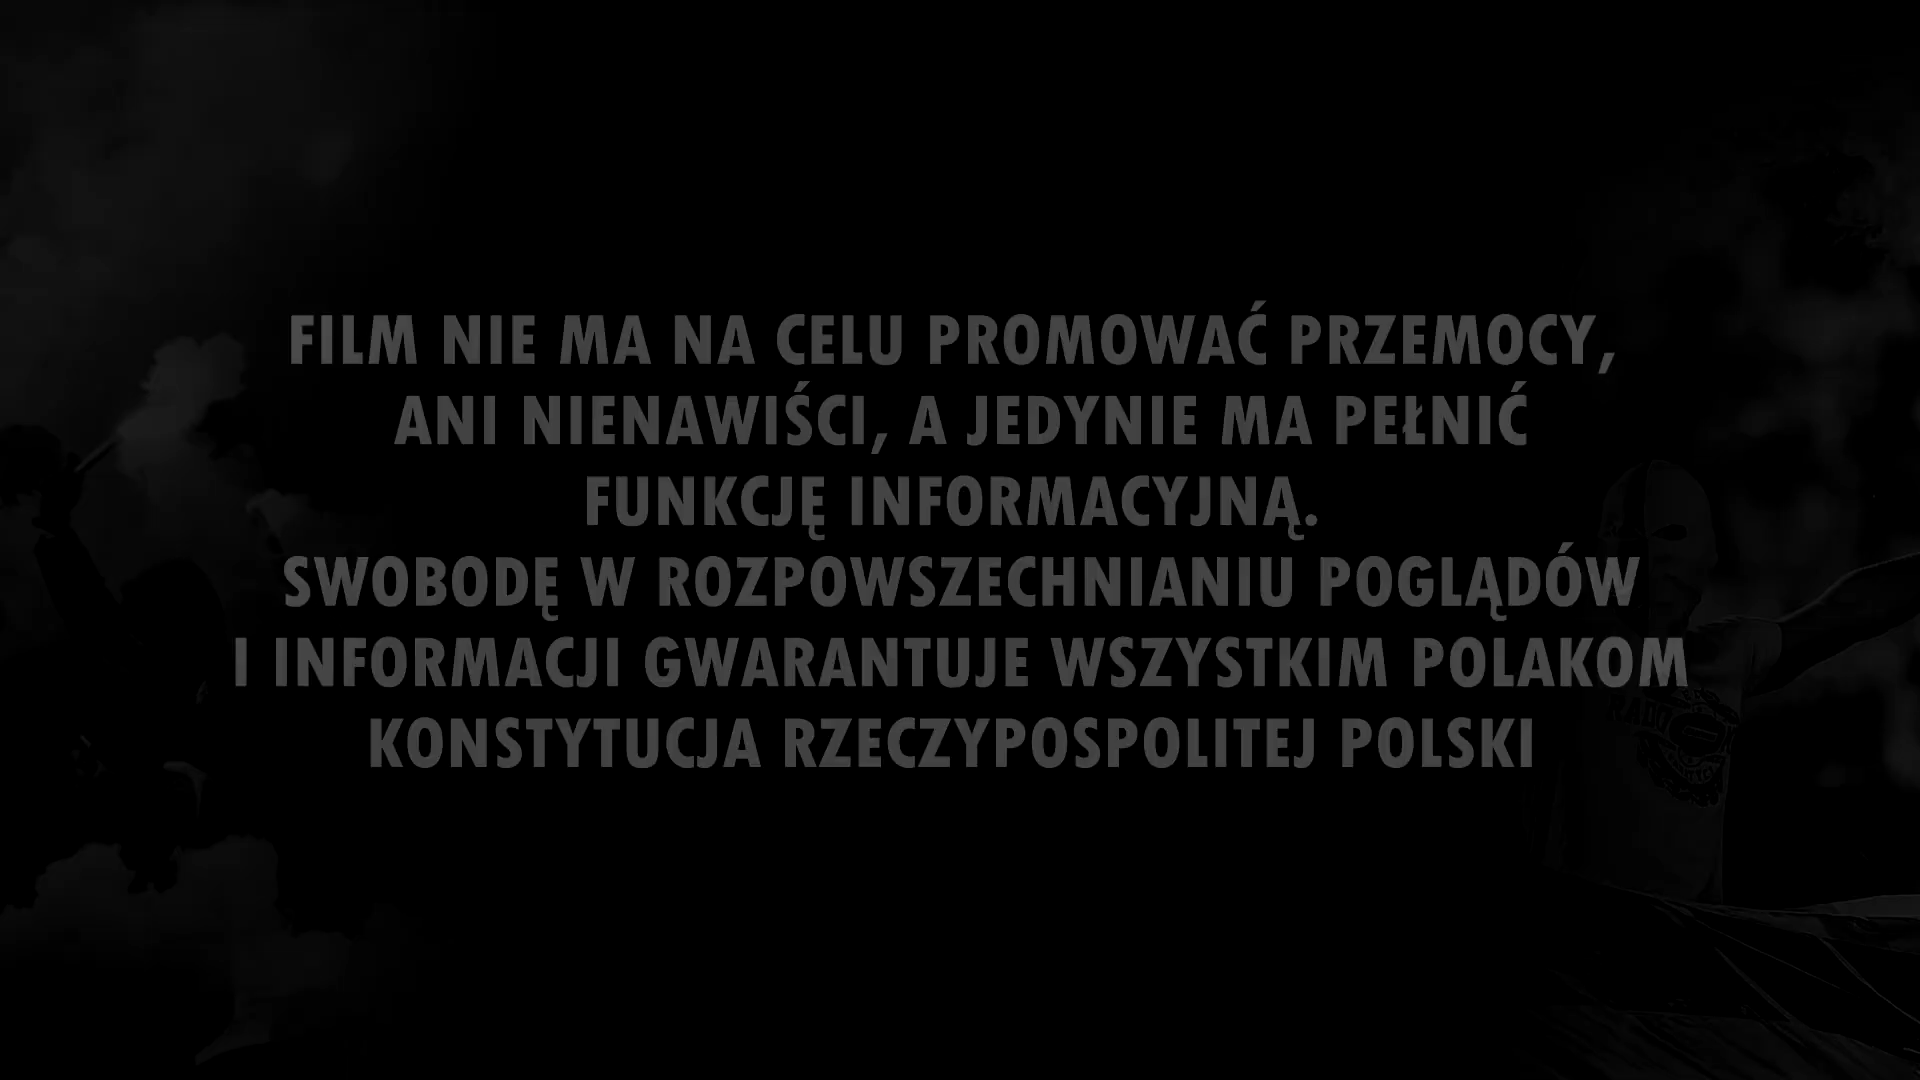 FILM NIE MA NA CELU PROMOWAĆ PRZEMOCY,
ANI NIENAWIŚCI, A JEDYNIE MA PEŁNIĆ
FUNKCJĘ INFORMACYJNĄ.
SWOBODĘ W ROZPOWSZECHNIANIU POGLĄDÓW
I INFORMACJI GWARANTUJE WSZYSTKIM POLAKOM
KONSTYTUCJA RZECZYPOSPOLITEJ POLSKI